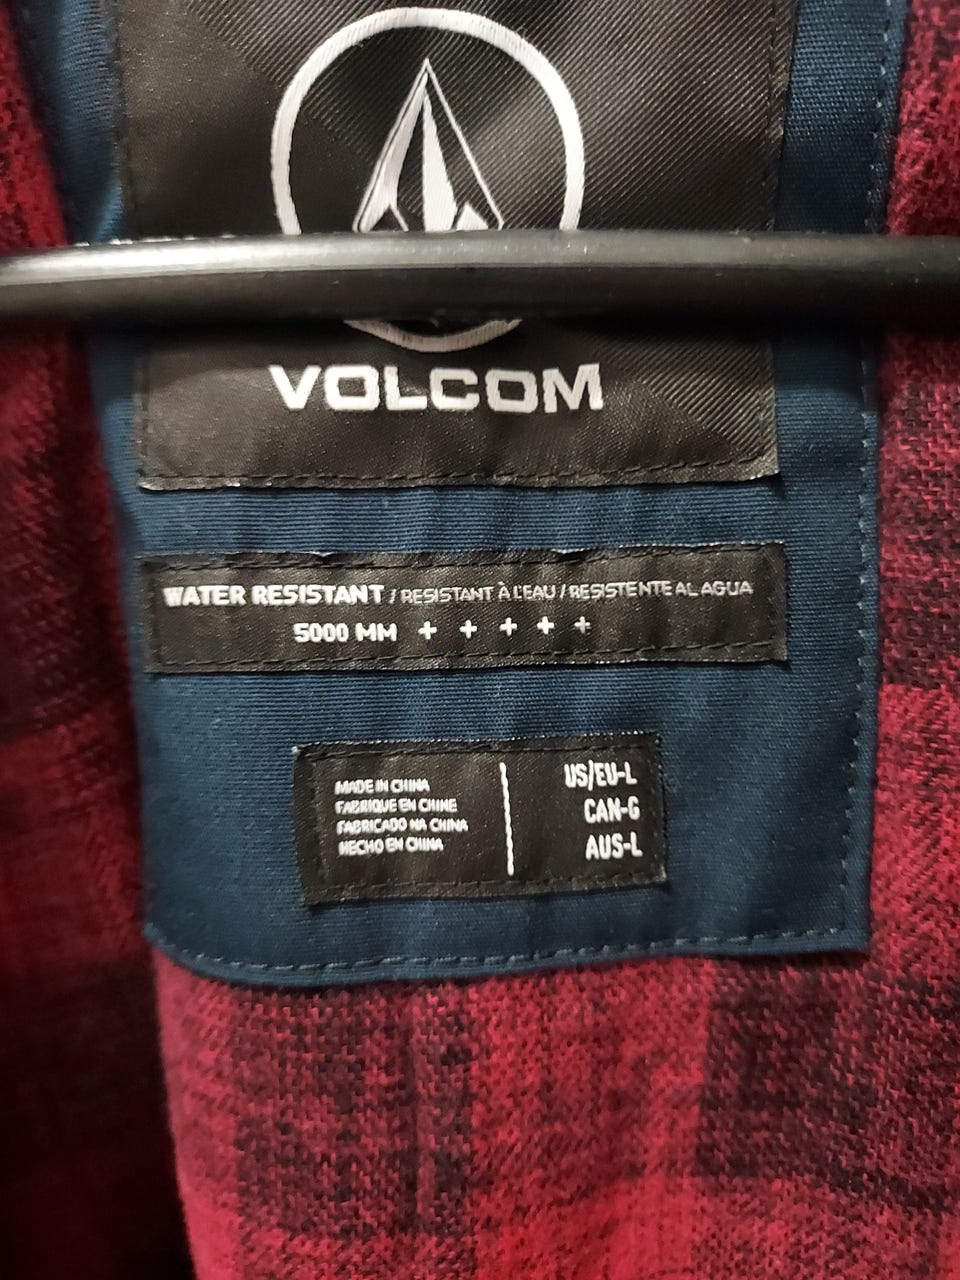 VOLCOM
WATER RESISTANT / RESISTANT À L'EAU / RESISTENTE AL AGUA
5000 MM + + + + +
MADE IN CHINA
FABRIQUE EN CHINE
FABRICADO NA CHINA
HECHO EN CHINA
US/EU-L
CAN-G
AUS-L